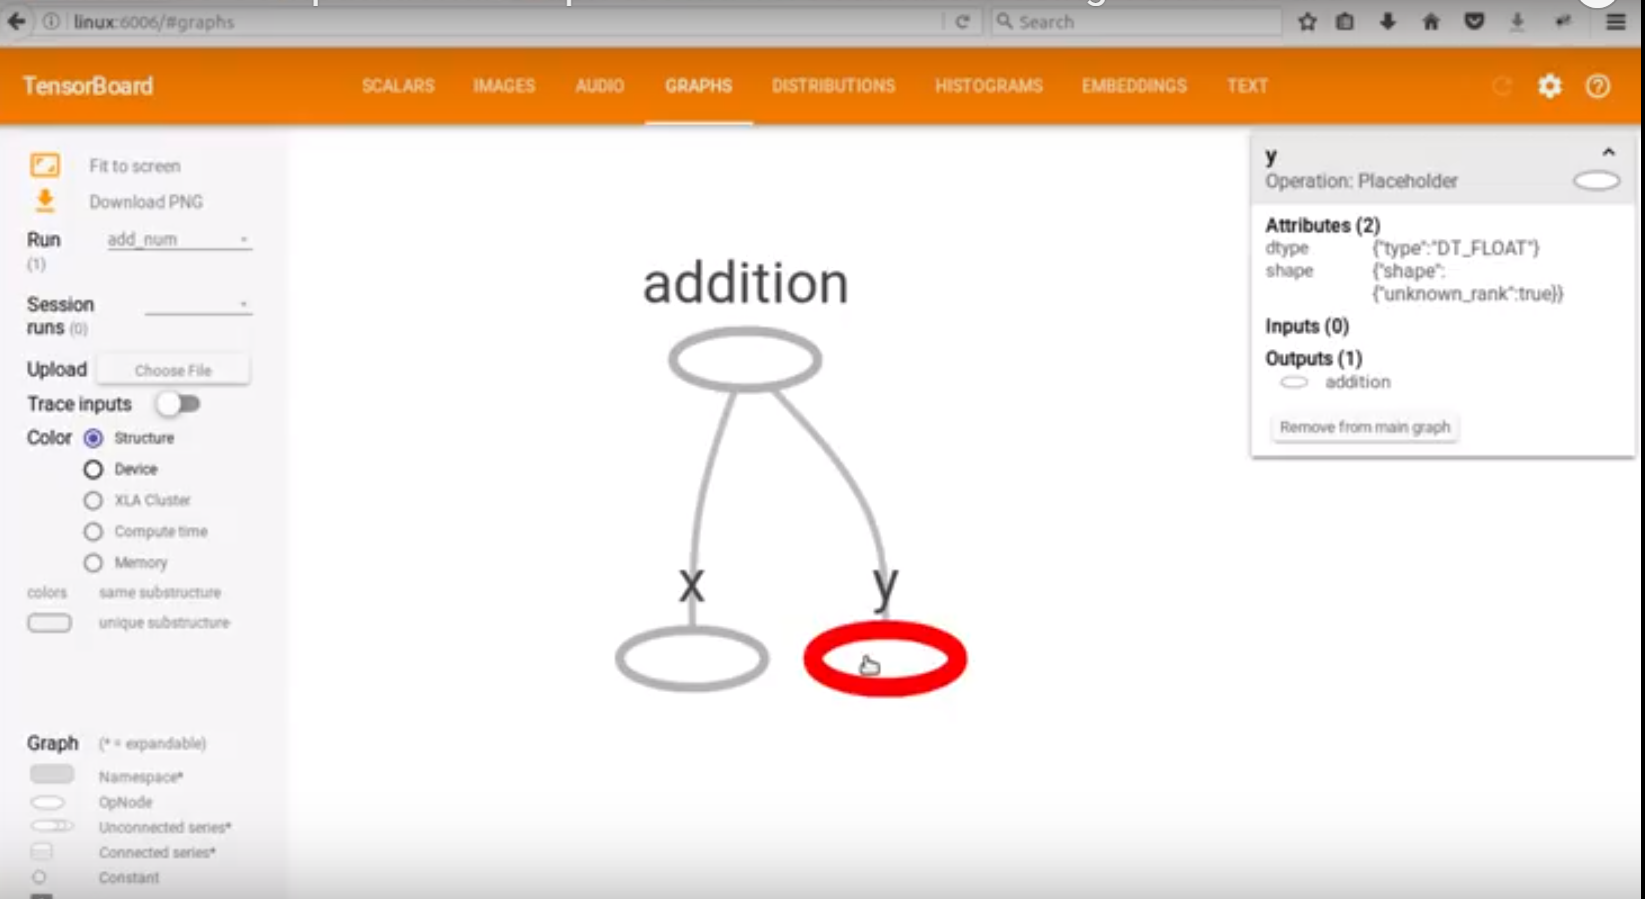 linux:6006/#graphs
Search
TensorBoard
SCALARS IMAGES AUDIO GRAPHS DISTRIBUTIONS HISTOGRAMS EMBEDDINGS TEXT
Fit to screen
Download PNG
Run add_num
(1)
Session
runs (0)
Upload Choose File
Trace inputs
Color Structure
Device
XLA Cluster
Compute time
Memory
colors same substructure
unique substructure
Graph (* = expandable)
Namespace*
OpNode
Unconnected series*
Connected series*
Constant
addition
x y
y
Operation: Placeholder
Attributes (2)
dtype {"type":"DT_FLOAT"}
shape {"shape":
{"unknown_rank":true}}
Inputs (0)
Outputs (1)
addition
Remove from main graph